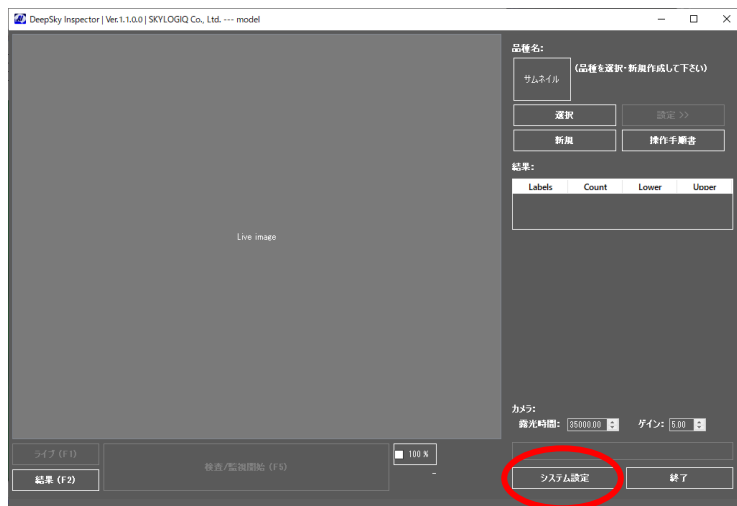 DeepSky Inspector | Ver.1.1.0.0 | SKYLOGIQ Co., Ltd. --- model
品種名:
サムネイル
(品種を選択・新規作成して下さい)
選択
設定 >>
新規
操作手順書
結果:
Labels Count Lower Upper
Live image
カメラ:
露光時間: 35000.00 ゲイン: 5.00
ライブ (F1)
検査/監視開始 (F5)
100 %
-
結果 (F2)
システム設定
終了